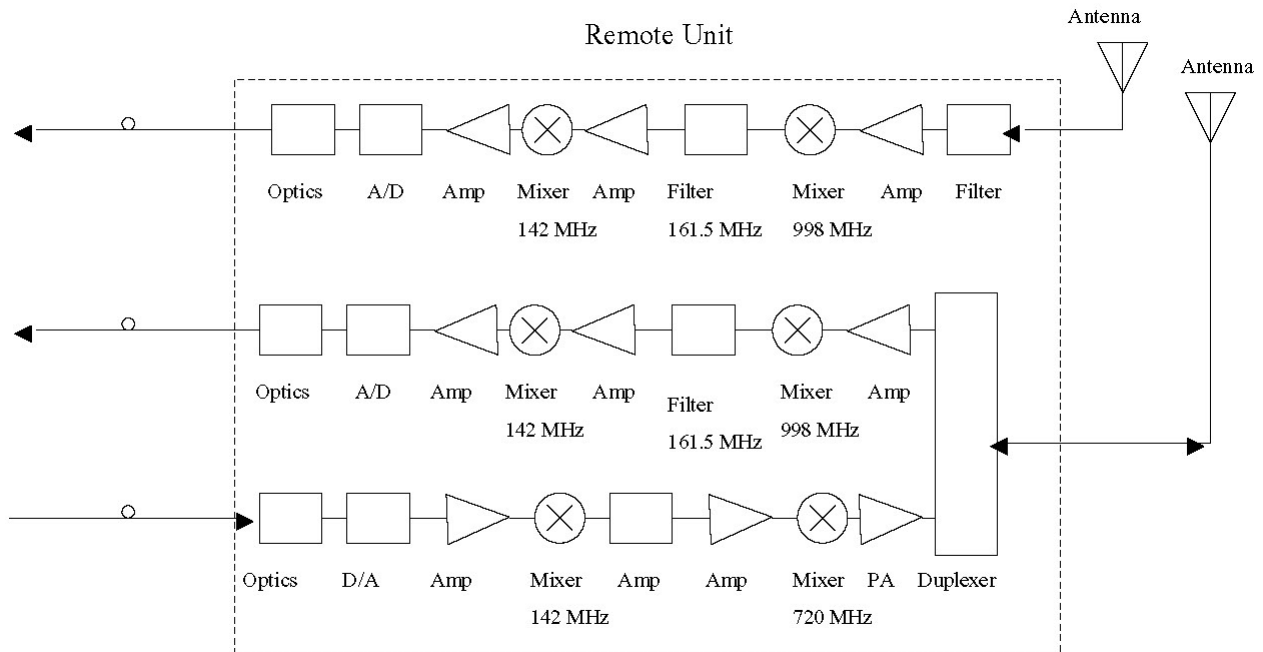 Antenna
Remote Unit
Antenna
Optics A/D Amp Mixer Amp Filter Mixer Amp Filter
142 MHz 161.5 MHz 998 MHz
Optics A/D Amp Mixer Amp Filter Mixer Amp
142 MHz 161.5 MHz 998 MHz
Optics D/A Amp Mixer Amp Amp Mixer PA Duplexer
142 MHz 720 MHz